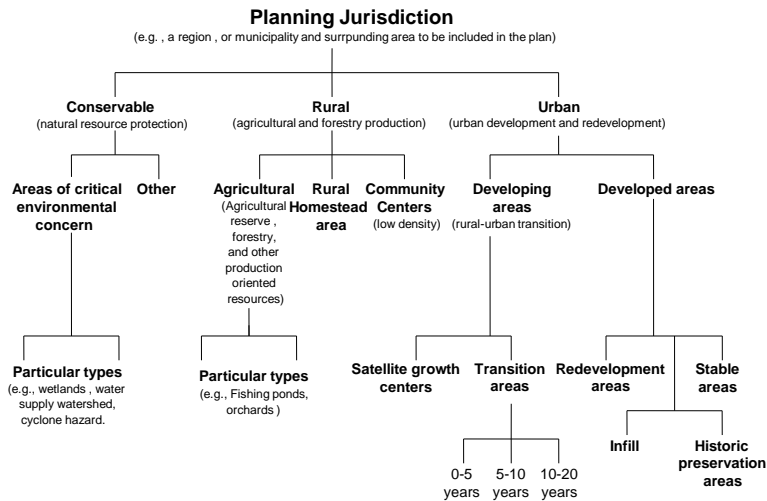 Planning Jurisdiction
(e.g. , a region , or municipality and surrpunding area to be included in the plan)
Conservable
(natural resource protection)
Rural
(agricultural and forestry production)
Urban
(urban development and redevelopment)
Areas of critical
environmental
concern
Other
Agricultural
(Agricultural
reserve ,
forestry,
and other
production
oriented
resources)
Rural
Homestead
area
Community
Centers
(low density)
Developing
areas
(rural-urban transition)
Developed areas
Particular types
(e.g., wetlands , water
supply watershed,
cyclone hazard.
Particular types
(e.g., Fishing ponds,
orchards )
Satellite growth
centers
Transition
areas
Redevelopment
areas
Stable
areas
Infill
Historic
preservation
areas
0-5
years
5-10
years
10-20
years